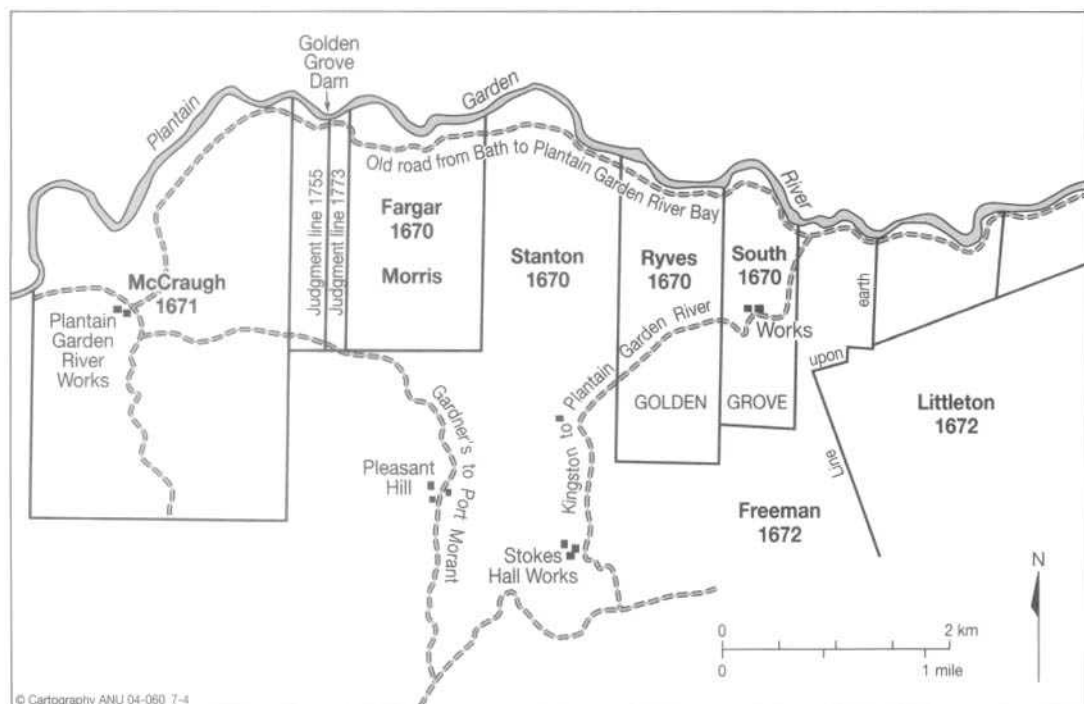 Golden
Grove
Dam
Plantain
Garden
River
Old road from Bath to Plantain Garden River Bay
Judgment line 1755
Judgment line 1773
Fargar
1670
Morris
Stanton
1670
Ryves
1670
South
1670
McCraugh
1671
Plantain
Garden
River
Works
Works
earth
upon
Line
Kingston to Plantain Garden River
GOLDEN GROVE
Littleton
1672
Gardner's to Port Morant
Pleasant
Hill
Freeman
1672
Stokes
Hall Works
N
0 2 km
0 1 mile
© Cartography ANU 04-060 7-4